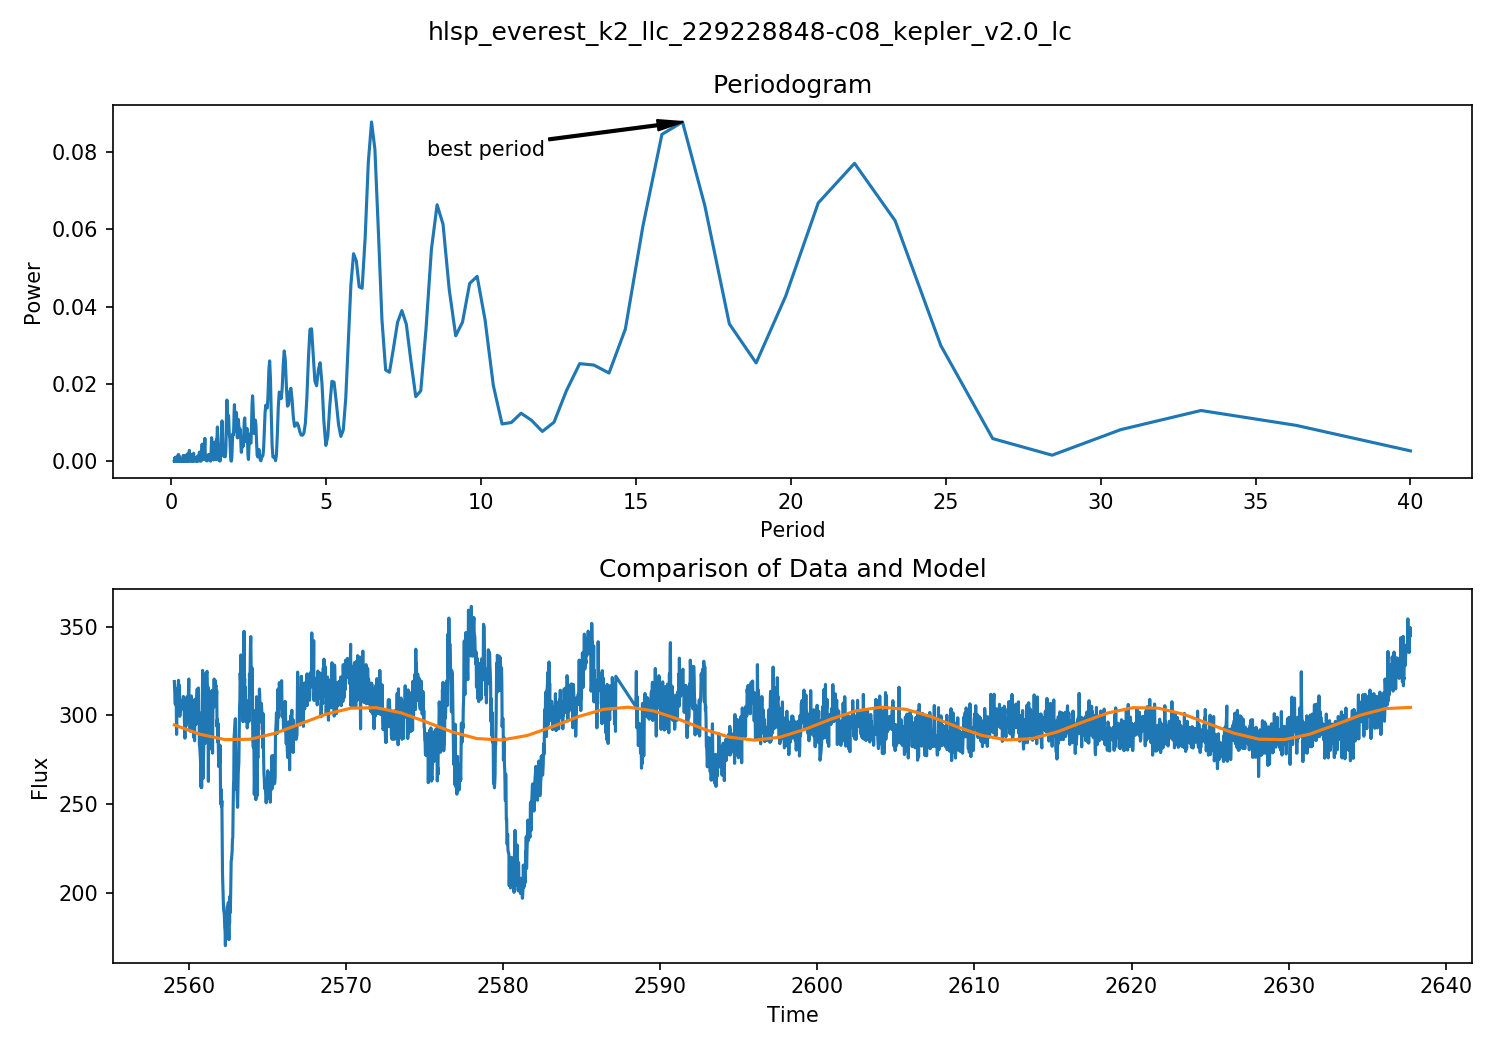 hlsp_everest_k2_llc_229228848-c08_kepler_v2.0_lc
Periodogram
best period
Power
0.08
0.06
0.04
0.02
0.00
0 5 10 15 20 25 30 35 40
Period
Comparison of Data and Model
Flux
350
300
250
200
2560 2570 2580 2590 2600 2610 2620 2630 2640
Time